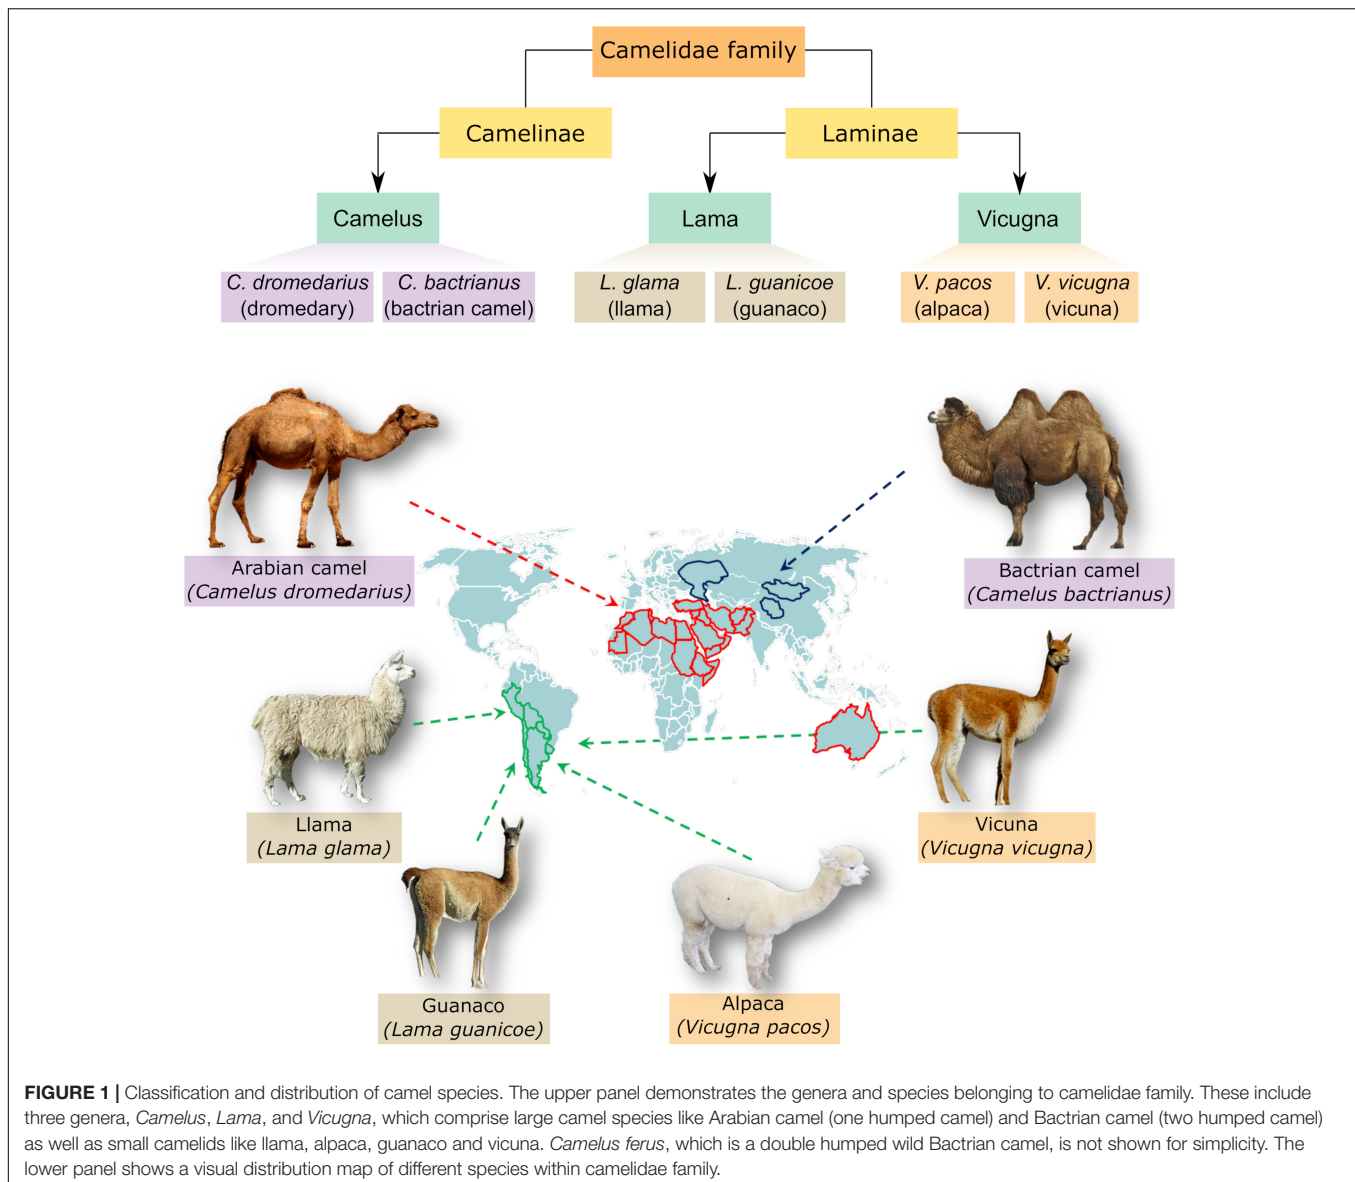 Camelidae family
Camelinae
Laminae
Camelus
Lama
Vicugna
C. dromedarius
(dromedary)
C. bactrianus
(bactrian camel)
L. glama
(llama)
L. guanicoe
(guanaco)
V. pacos
(alpaca)
V. vicugna
(vicuna)
Arabian camel
(Camelus dromedarius)
Bactrian camel
(Camelus bactrianus)
Llama
(Lama glama)
Vicuna
(Vicugna vicugna)
Guanaco
(Lama guanicoe)
Alpaca
(Vicugna pacos)
FIGURE 1 | Classification and distribution of camel species. The upper panel demonstrates the genera and species belonging to camelidae family. These include
three genera, Camelus, Lama, and Vicugna, which comprise large camel species like Arabian camel (one humped camel) and Bactrian camel (two humped camel)
as well as small camelids like llama, alpaca, guanaco and vicuna. Camelus ferus, which is a double humped wild Bactrian camel, is not shown for simplicity. The
lower panel shows a visual distribution map of different species within camelidae family.